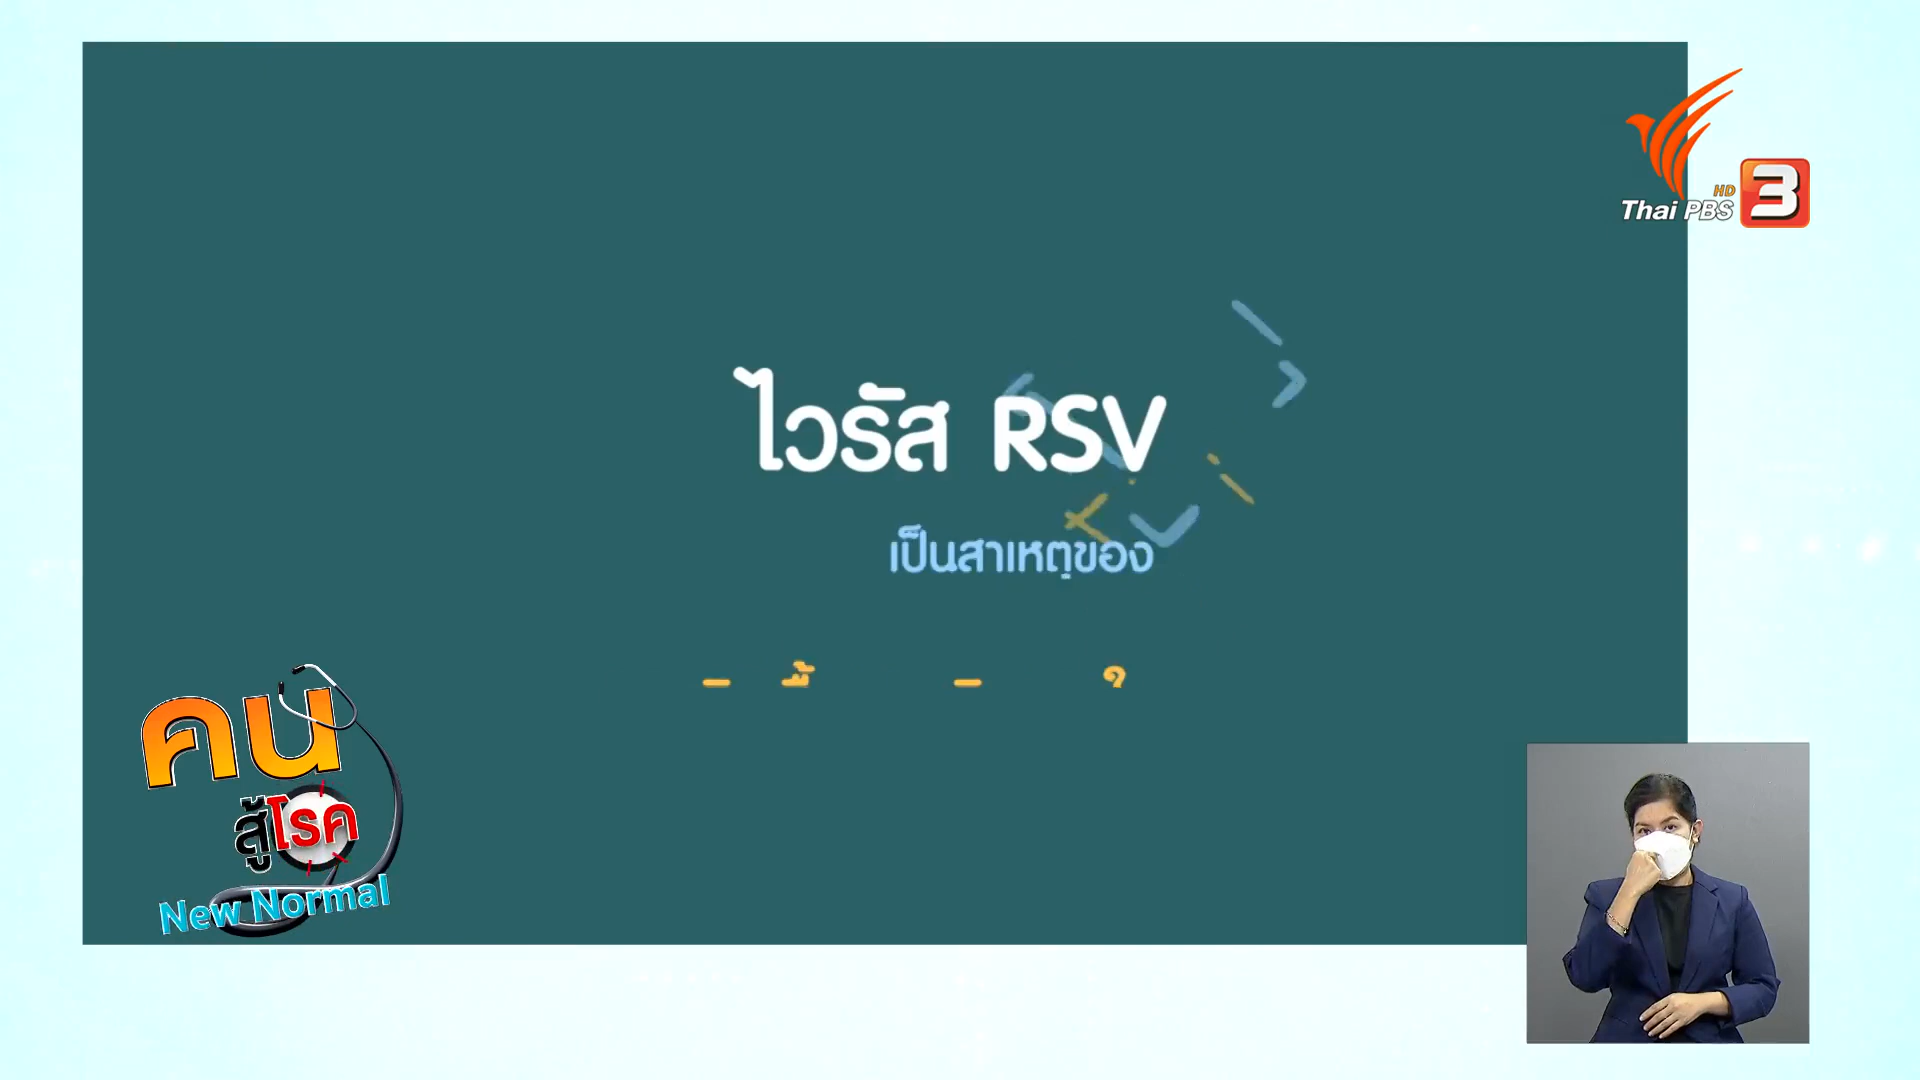 HD
Thai PBS 3
ไวรัส RSV
เป็นสาเหตุของ
คน
สู้โรค
New Normal